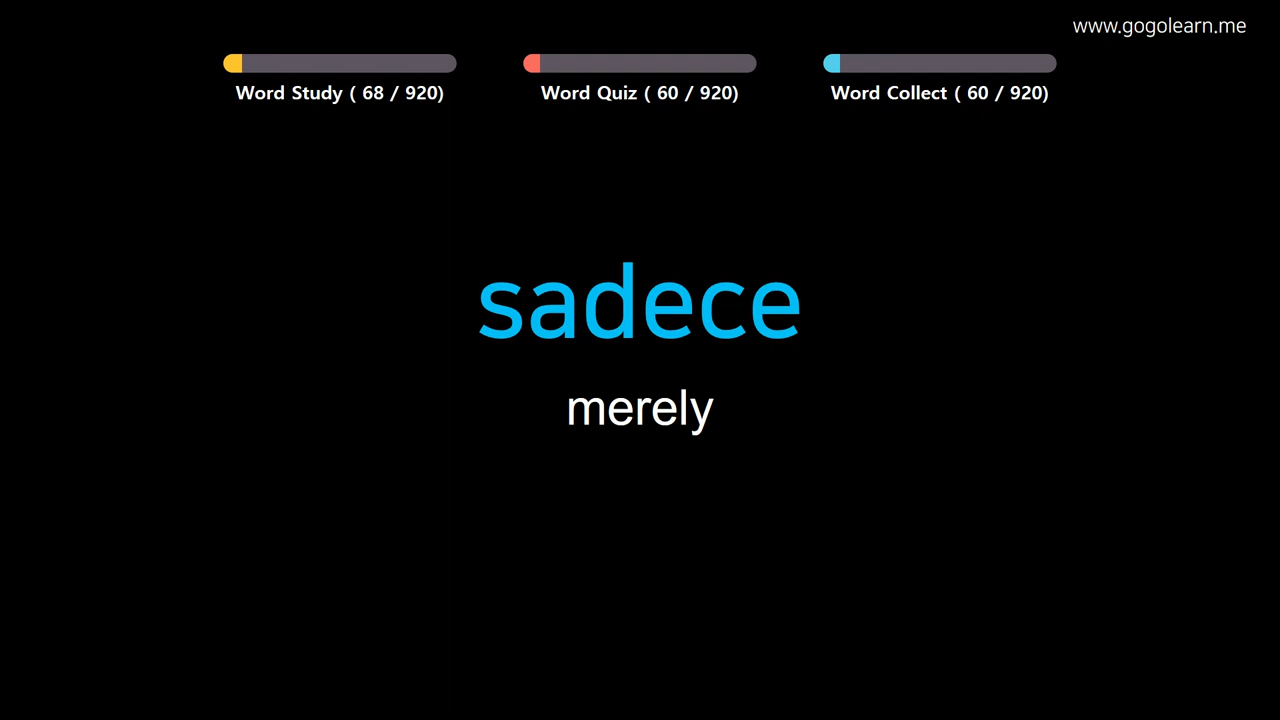 www.gogolearn.me
Word Study ( 68 / 920)
Word Quiz ( 60 / 920)
Word Collect ( 60 / 920)
sadece
merely